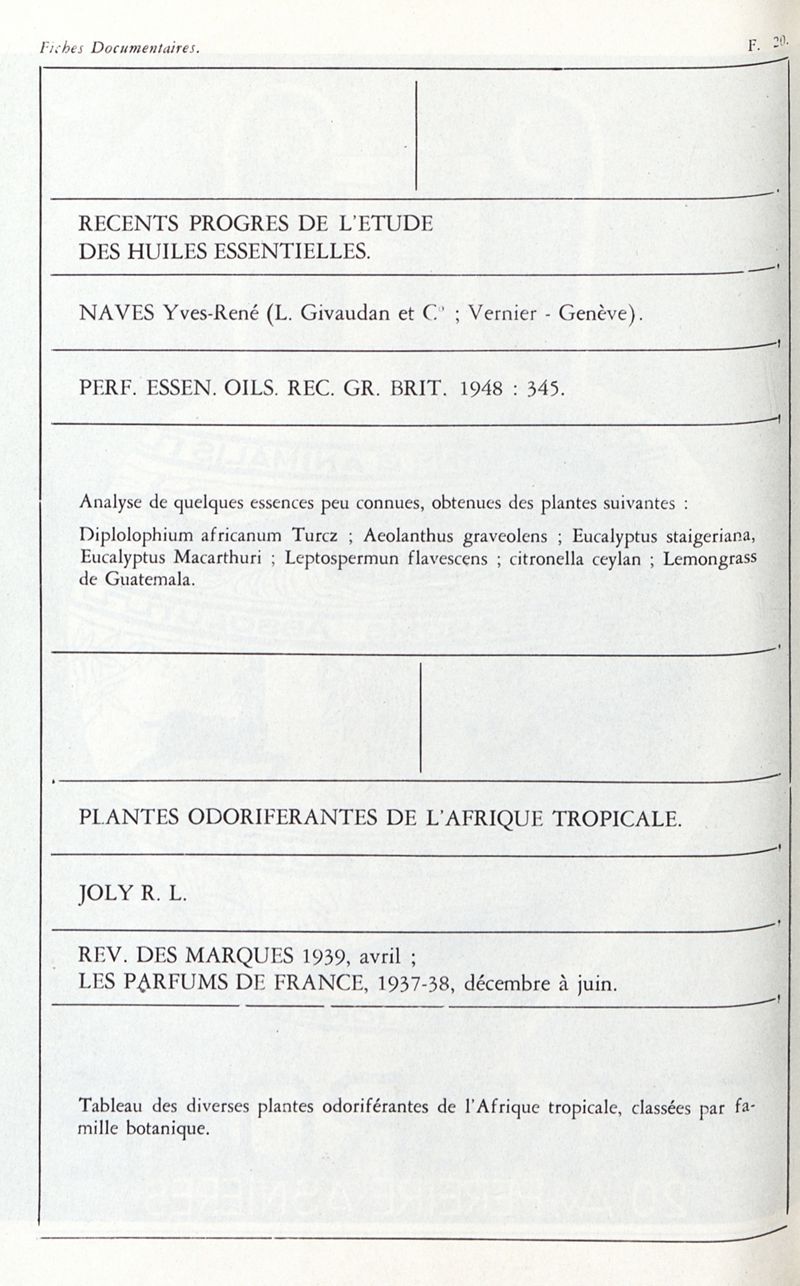 Fiches Documentaires.
F. 20.
RECENTS PROGRES DE L'ETUDE
DES HUILES ESSENTIELLES.
NAVES Yves-René (L. Givaudan et C' ; Vernier - Genève).
PERF. ESSEN. OILS. REC. GR. BRIT. 1948 : 345.
Analyse de quelques essences peu connues, obtenues des plantes suivantes :
Diplolophium africanum Turcz ; Aeolanthus graveolens ; Eucalyptus staigeriana,
Eucalyptus Macarthuri ; Leptospermun flavescens ; citronella ceylan ; Lemongrass
de Guatemala.
PLANTES ODORIFERANTES DE L'AFRIQUE TROPICALE.
JOLY R. L.
REV. DES MARQUES 1939, avril ;
LES PARFUMS DE FRANCE, 1937-38, décembre à juin.
Tableau des diverses plantes odoriférantes de l'Afrique tropicale, classées par fa-
mille botanique.